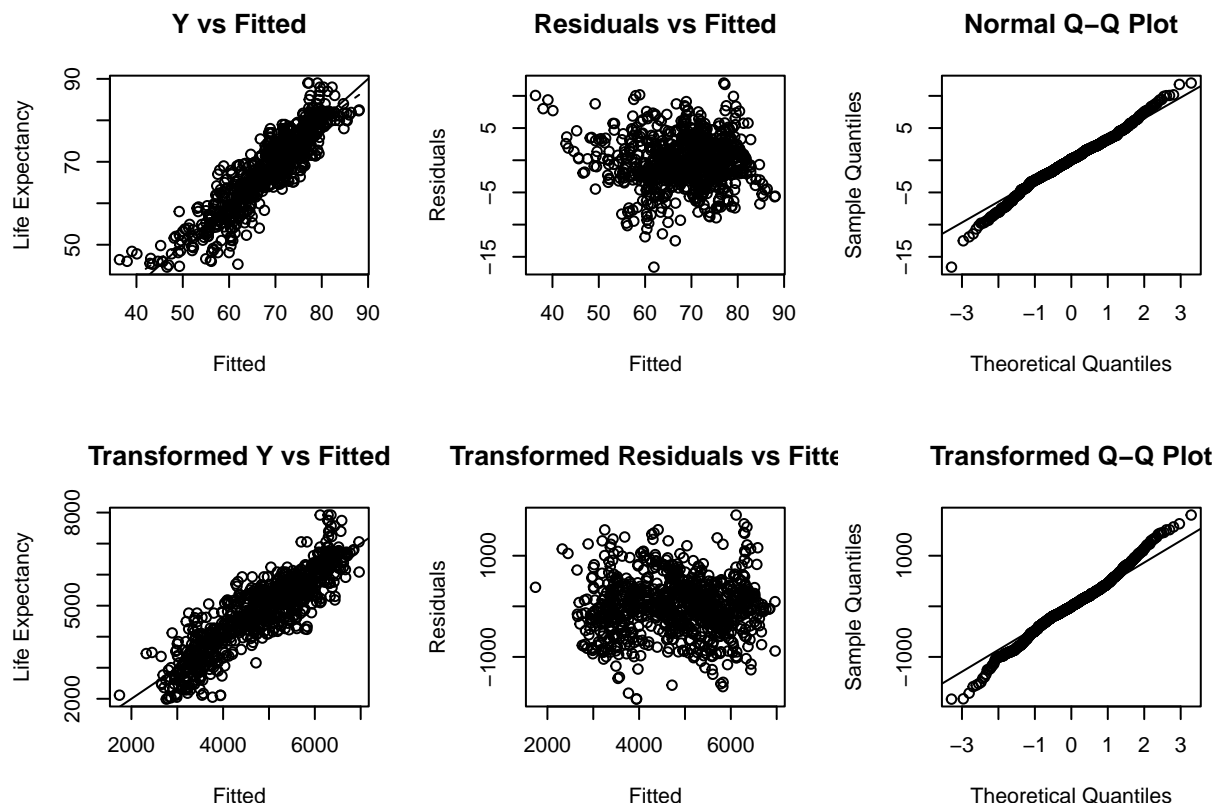 Y vs Fitted
Life Expectancy
50 70 90
40 50 60 70 80 90
Fitted
Residuals vs Fitted
Residuals
−15 −5 5
40 50 60 70 80 90
Fitted
Normal Q−Q Plot
Sample Quantiles
−15 −5 5
−3 −1 0 1 2 3
Theoretical Quantiles
Transformed Y vs Fitted
Life Expectancy
2000 5000 8000
2000 4000 6000
Fitted
Transformed Residuals vs Fitte
Residuals
−1000 1000
2000 4000 6000
Fitted
Transformed Q−Q Plot
Sample Quantiles
−1000 1000
−3 −1 0 1 2 3
Theoretical Quantiles